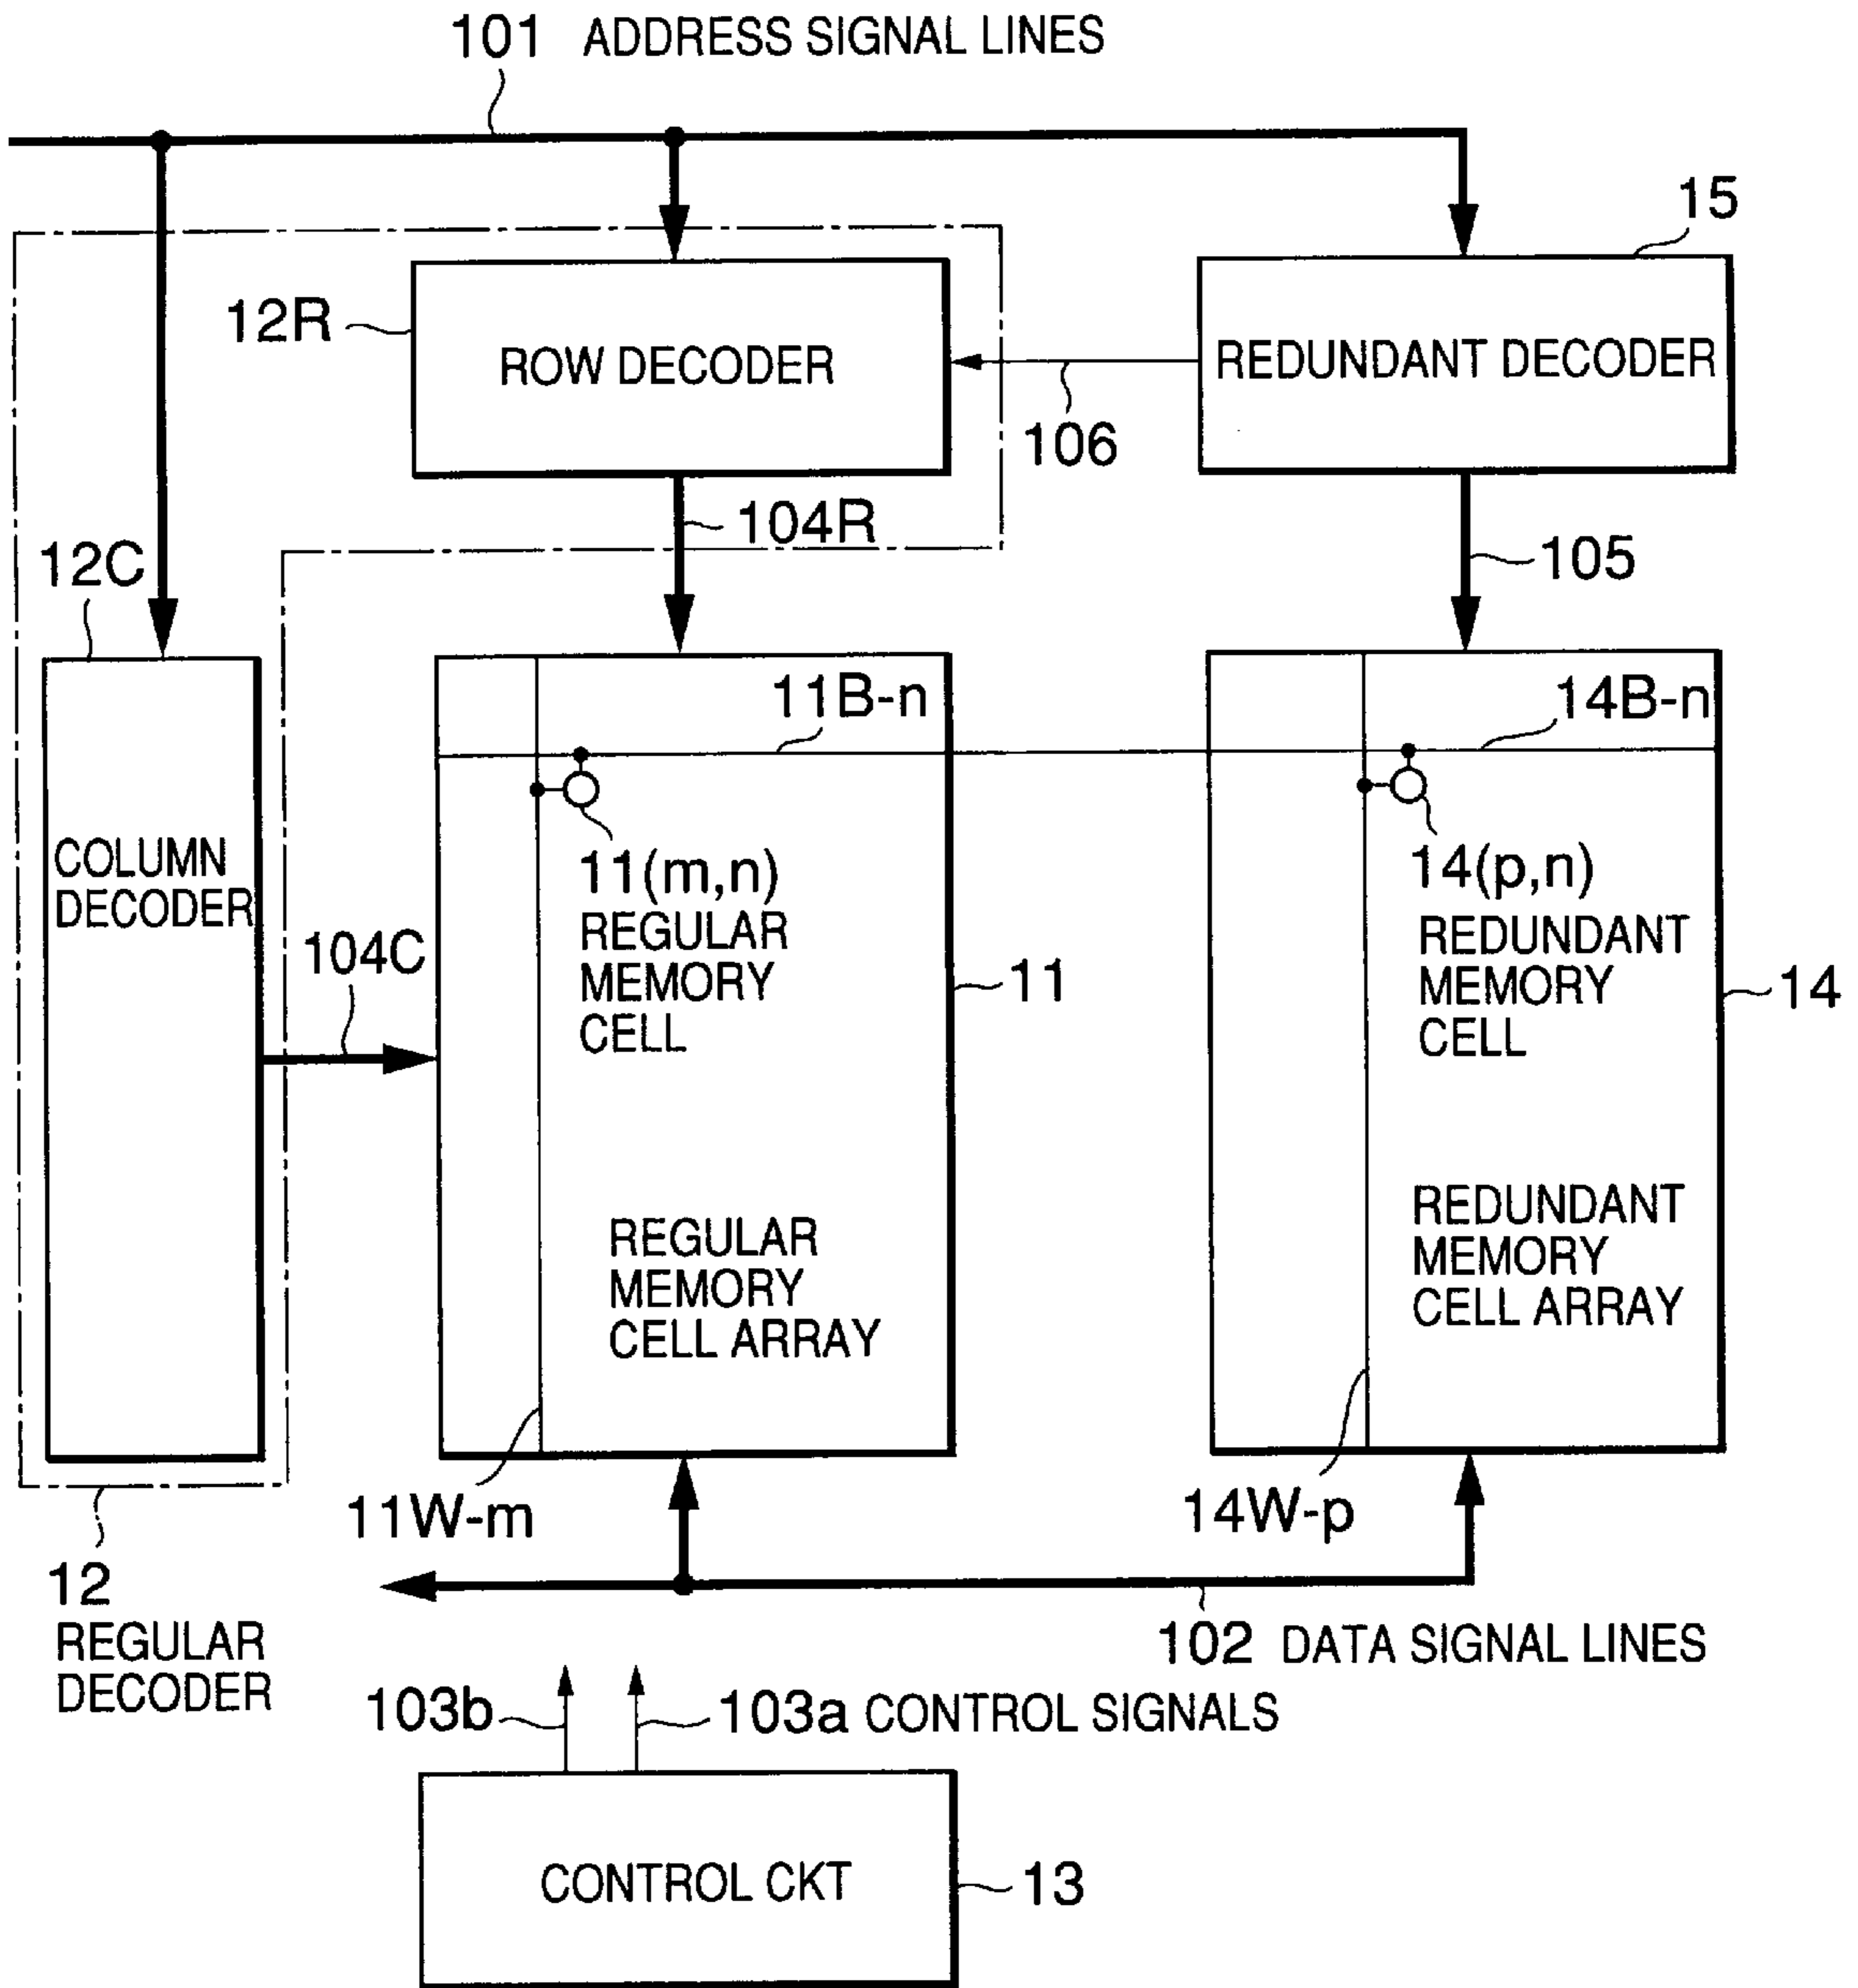 101 ADDRESS SIGNAL LINES
15
12R
ROW DECODER
REDUNDANT DECODER
106
104R
12C
105
11B-n
14B-n
COLUMN
DECODER
11(m,n)
REGULAR
MEMORY
CELL
14(p,n)
REDUNDANT
MEMORY
CELL
104C
11
14
REGULAR
MEMORY
CELL ARRAY
REDUNDANT
MEMORY
CELL ARRAY
11W-m
14W-p
12
REGULAR
DECODER
102 DATA SIGNAL LINES
103b
103a CONTROL SIGNALS
CONTROL CKT
13